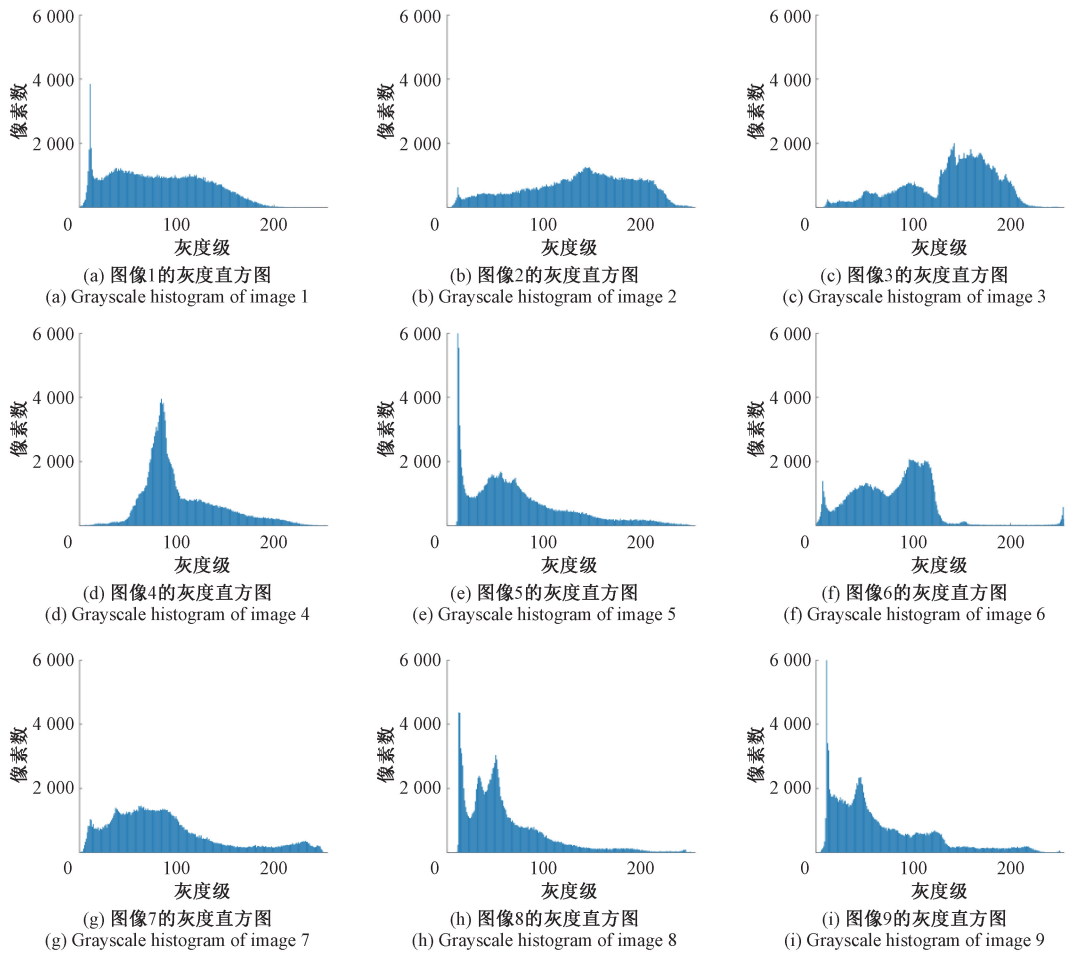 6 000
4 000
2 000
像素数
0
100
200
灰度级
(a) 图像1的灰度直方图
(a) Grayscale histogram of image 1
6 000
4 000
2 000
像素数
0
100
200
灰度级
(b) 图像2的灰度直方图
(b) Grayscale histogram of image 2
6 000
4 000
2 000
像素数
0
100
200
灰度级
(c) 图像3的灰度直方图
(c) Grayscale histogram of image 3
6 000
4 000
2 000
像素数
0
100
200
灰度级
(d) 图像4的灰度直方图
(d) Grayscale histogram of image 4
6 000
4 000
2 000
像素数
0
100
200
灰度级
(e) 图像5的灰度直方图
(e) Grayscale histogram of image 5
6 000
4 000
2 000
像素数
0
100
200
灰度级
(f) 图像6的灰度直方图
(f) Grayscale histogram of image 6
6 000
4 000
2 000
像素数
0
100
200
灰度级
(g) 图像7的灰度直方图
(g) Grayscale histogram of image 7
6 000
4 000
2 000
像素数
0
100
200
灰度级
(h) 图像8的灰度直方图
(h) Grayscale histogram of image 8
6 000
4 000
2 000
像素数
0
100
200
灰度级
(i) 图像9的灰度直方图
(i) Grayscale histogram of image 9